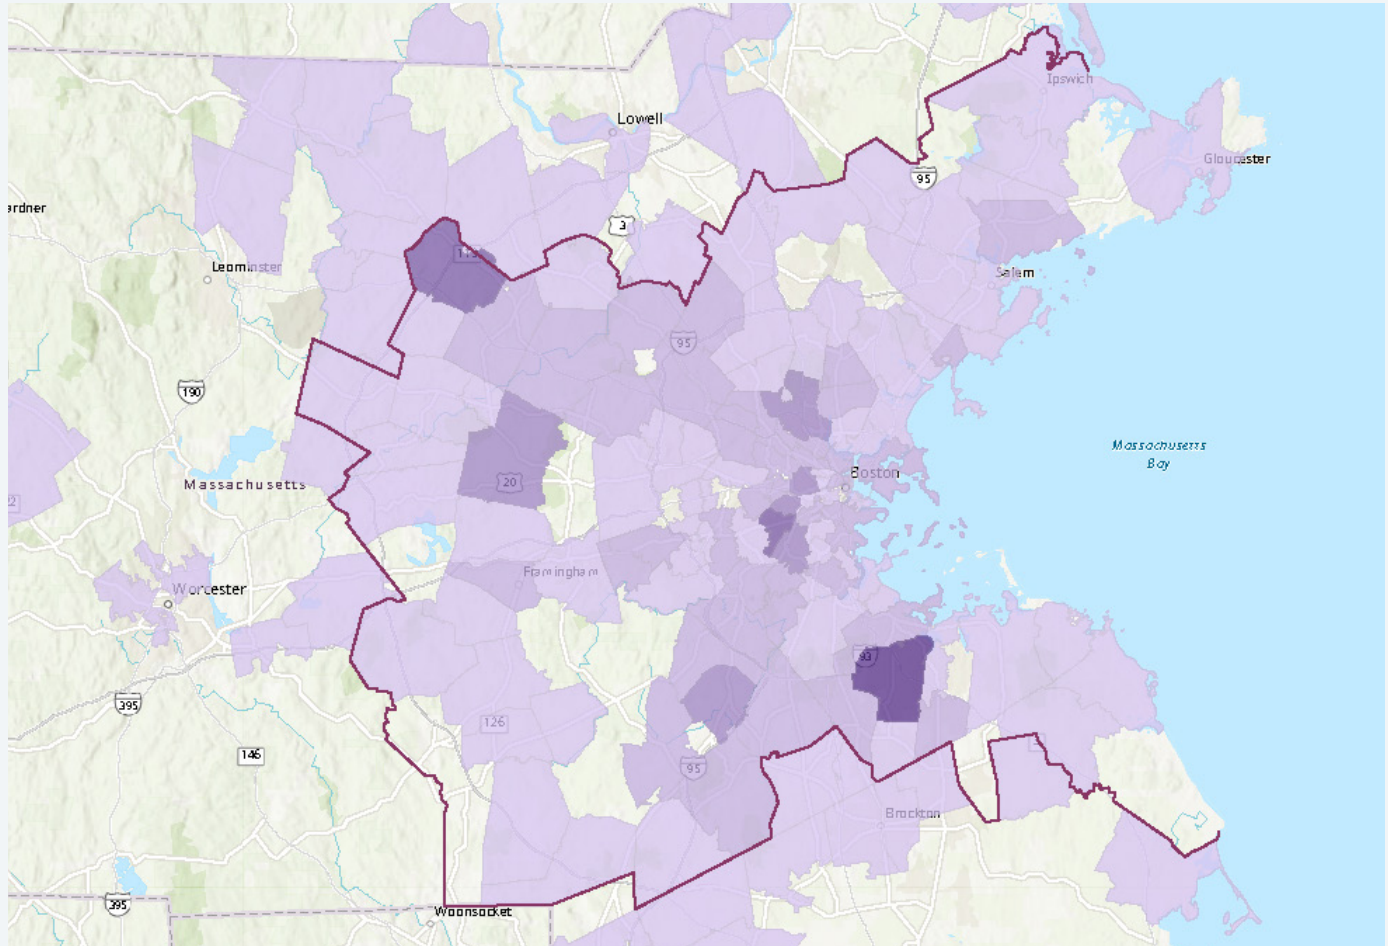 Ipswich
Lowell
Gloucester
95
ardner
3
Leominster
Salem
95
190
Massachusetts
Bay
Boston
20
Massachusetts
Framingham
Worcester
93
395
126
146
95
Brockton
395
Woonsocket